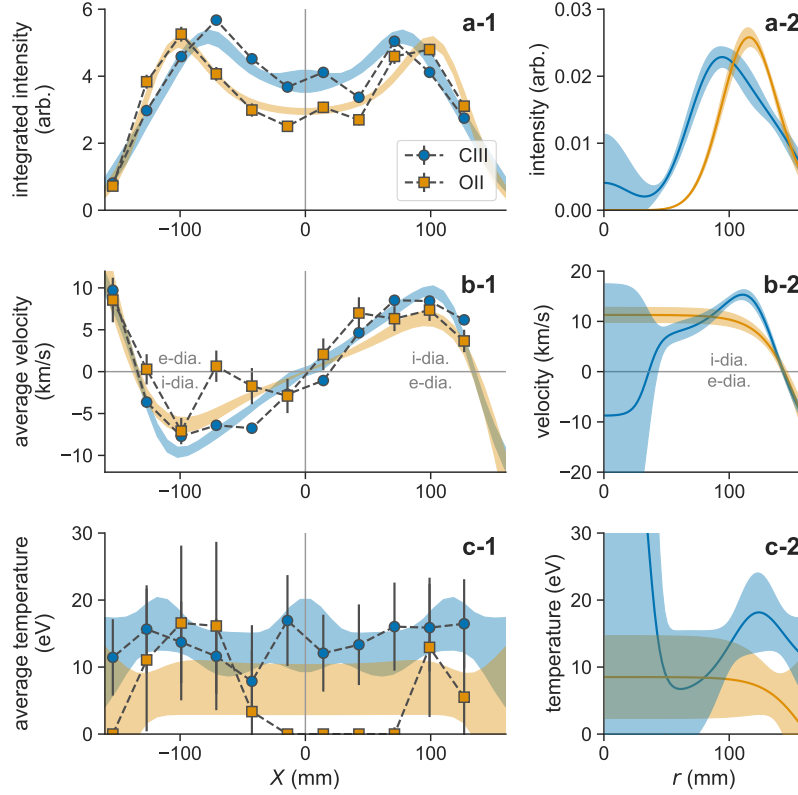 6
4
2
0
integrated intensity
(arb.)
a-1
CIII
OII
−100
0
100
0.03
0.02
0.01
0.00
intensity (arb.)
a-2
0
100
10
5
0
−5
−10
average velocity
(km/s)
b-1
e-dia.
i-dia.
i-dia.
e-dia.
−100
0
100
20
10
0
−10
−20
velocity (km/s)
b-2
i-dia.
e-dia.
0
100
30
20
10
0
average temperature
(eV)
c-1
−100
0
100
X (mm)
30
20
10
0
temperature (eV)
c-2
0
100
r (mm)